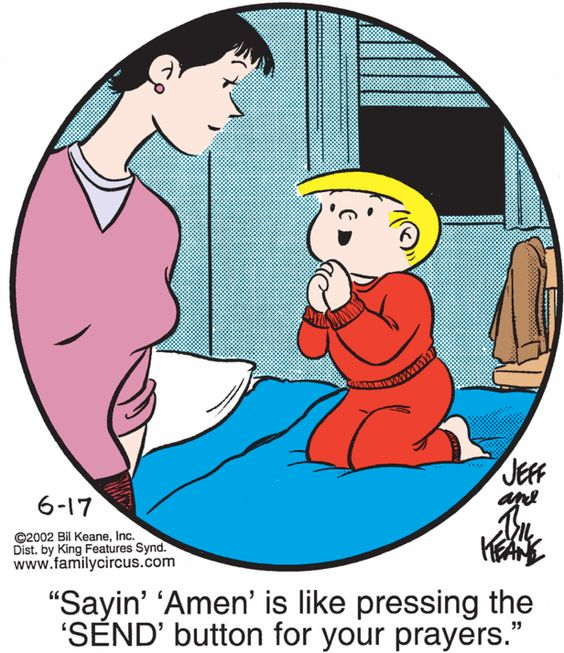 6-17
©2002 Bil Keane, Inc.
Dist. by King Features Synd.
www.familycircus.com
JEFF
and
BIL
KEANE
“Sayin’ ‘Amen’ is like pressing the
‘SEND’ button for your prayers.”